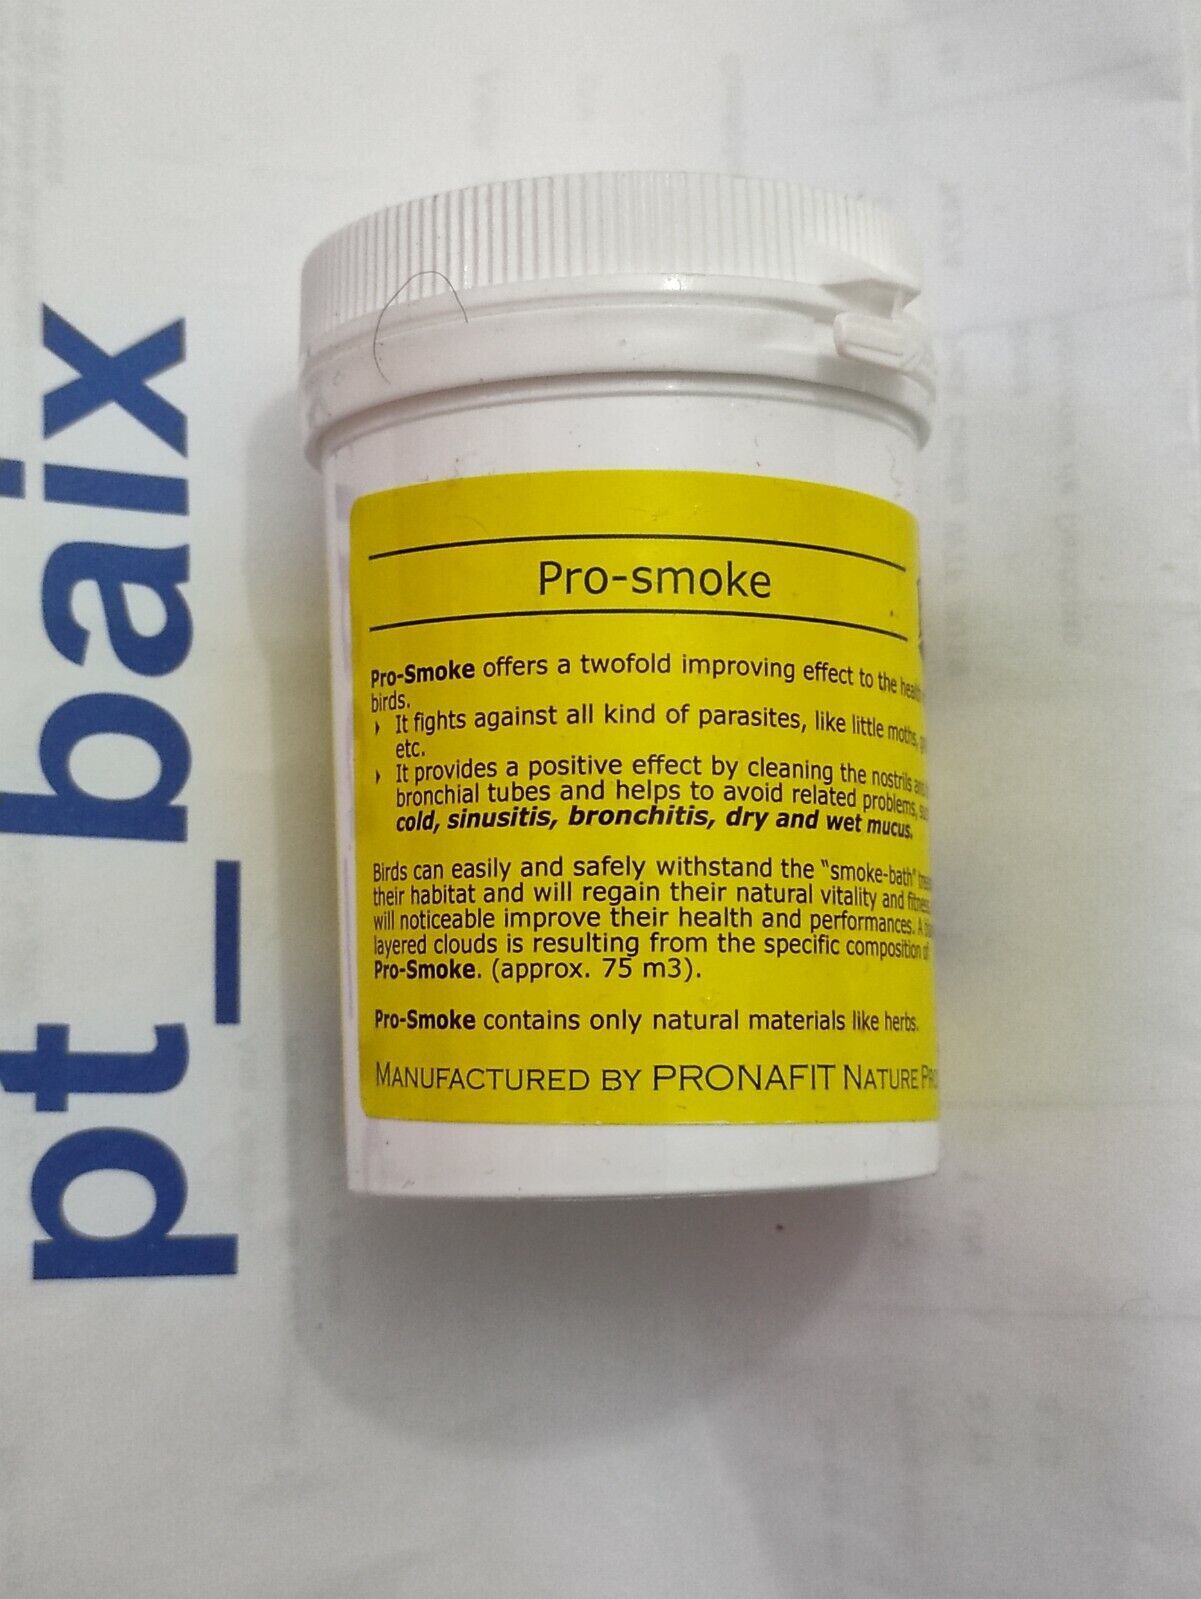 Pro-smoke
Pro-Smoke offers a twofold improving effect to the health
birds.
It fights against all kind of parasites, like little moths,
etc.
It provides a positive effect by cleaning the nostrils
bronchial tubes and helps to avoid related problems,
cold, sinusitis, bronchitis, dry and wet mucus.
Birds can easily and safely withstand the "smoke-bath"
their habitat and will regain their natural vitality and fitness
will noticeable improve their health and performances. A
layered clouds is resulting from the specific composition of
Pro-Smoke. (approx. 75 m3).
Pro-Smoke contains only natural materials like herbs.
MANUFACTURED BY PRONAFIT NATURE
pt_baix